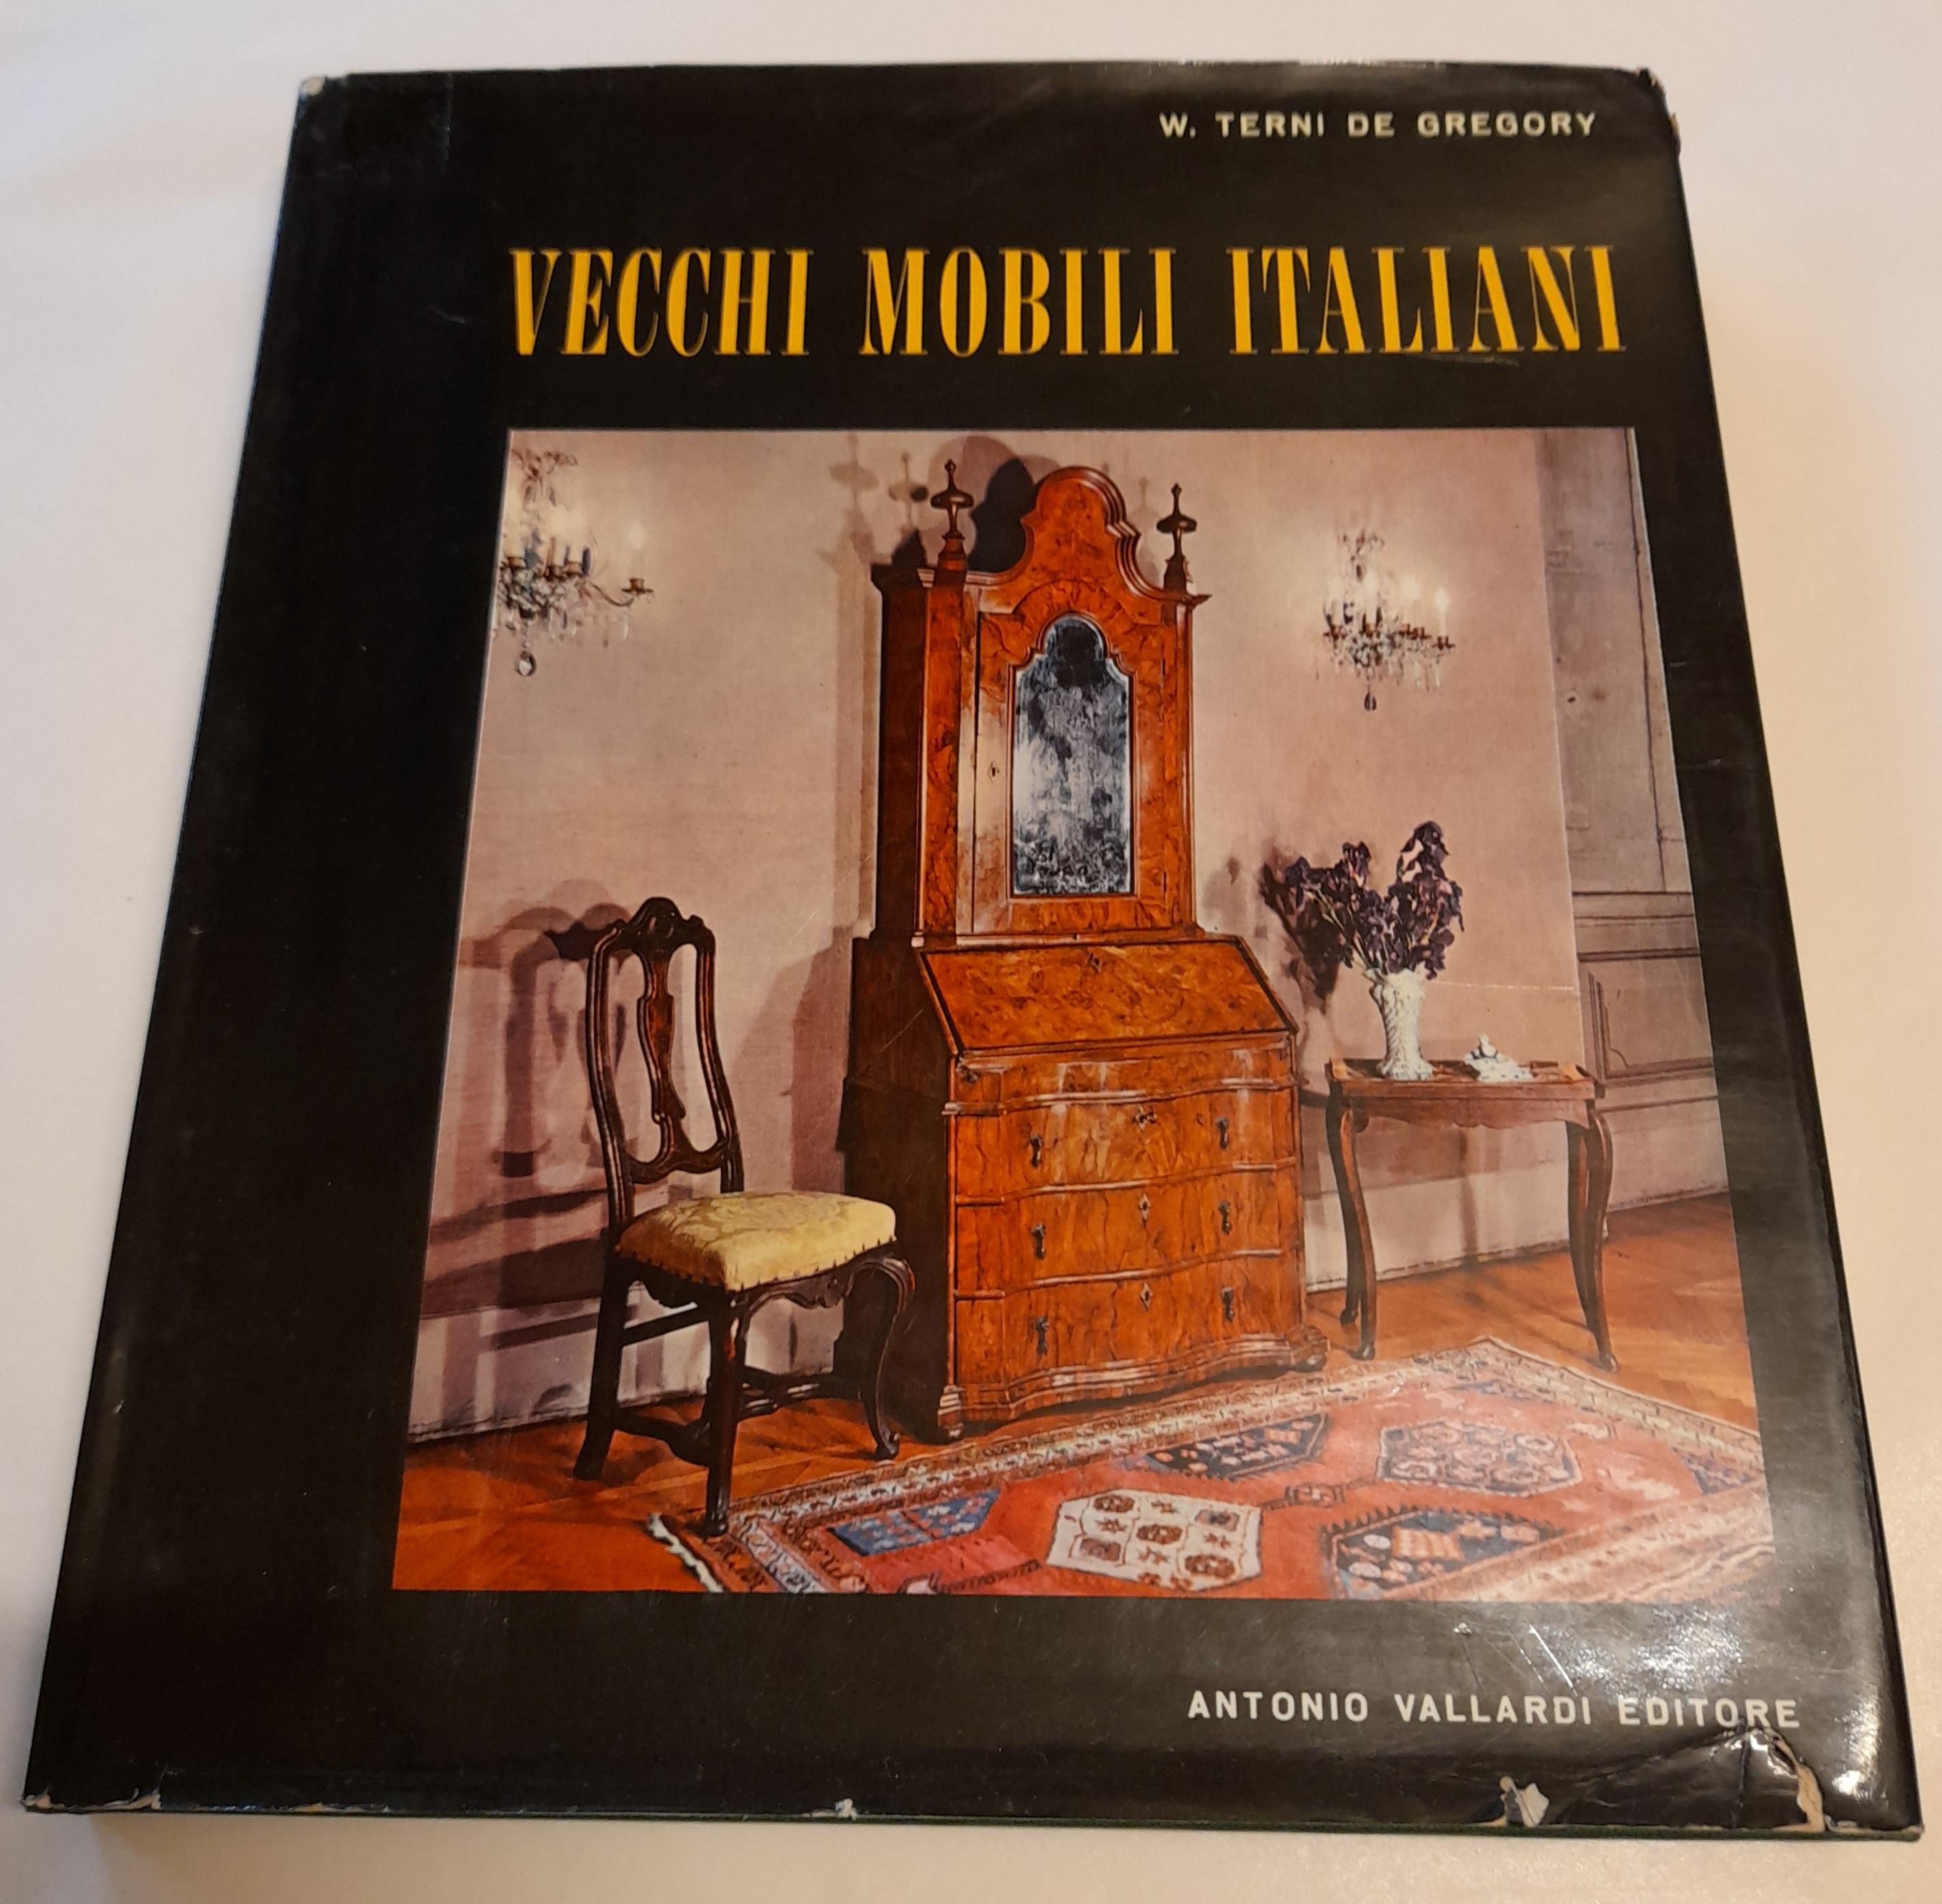 W. TERNI DE GREGORY
VECCHI MOBILI ITALIANI
ANTONIO VALLARDI EDITORE